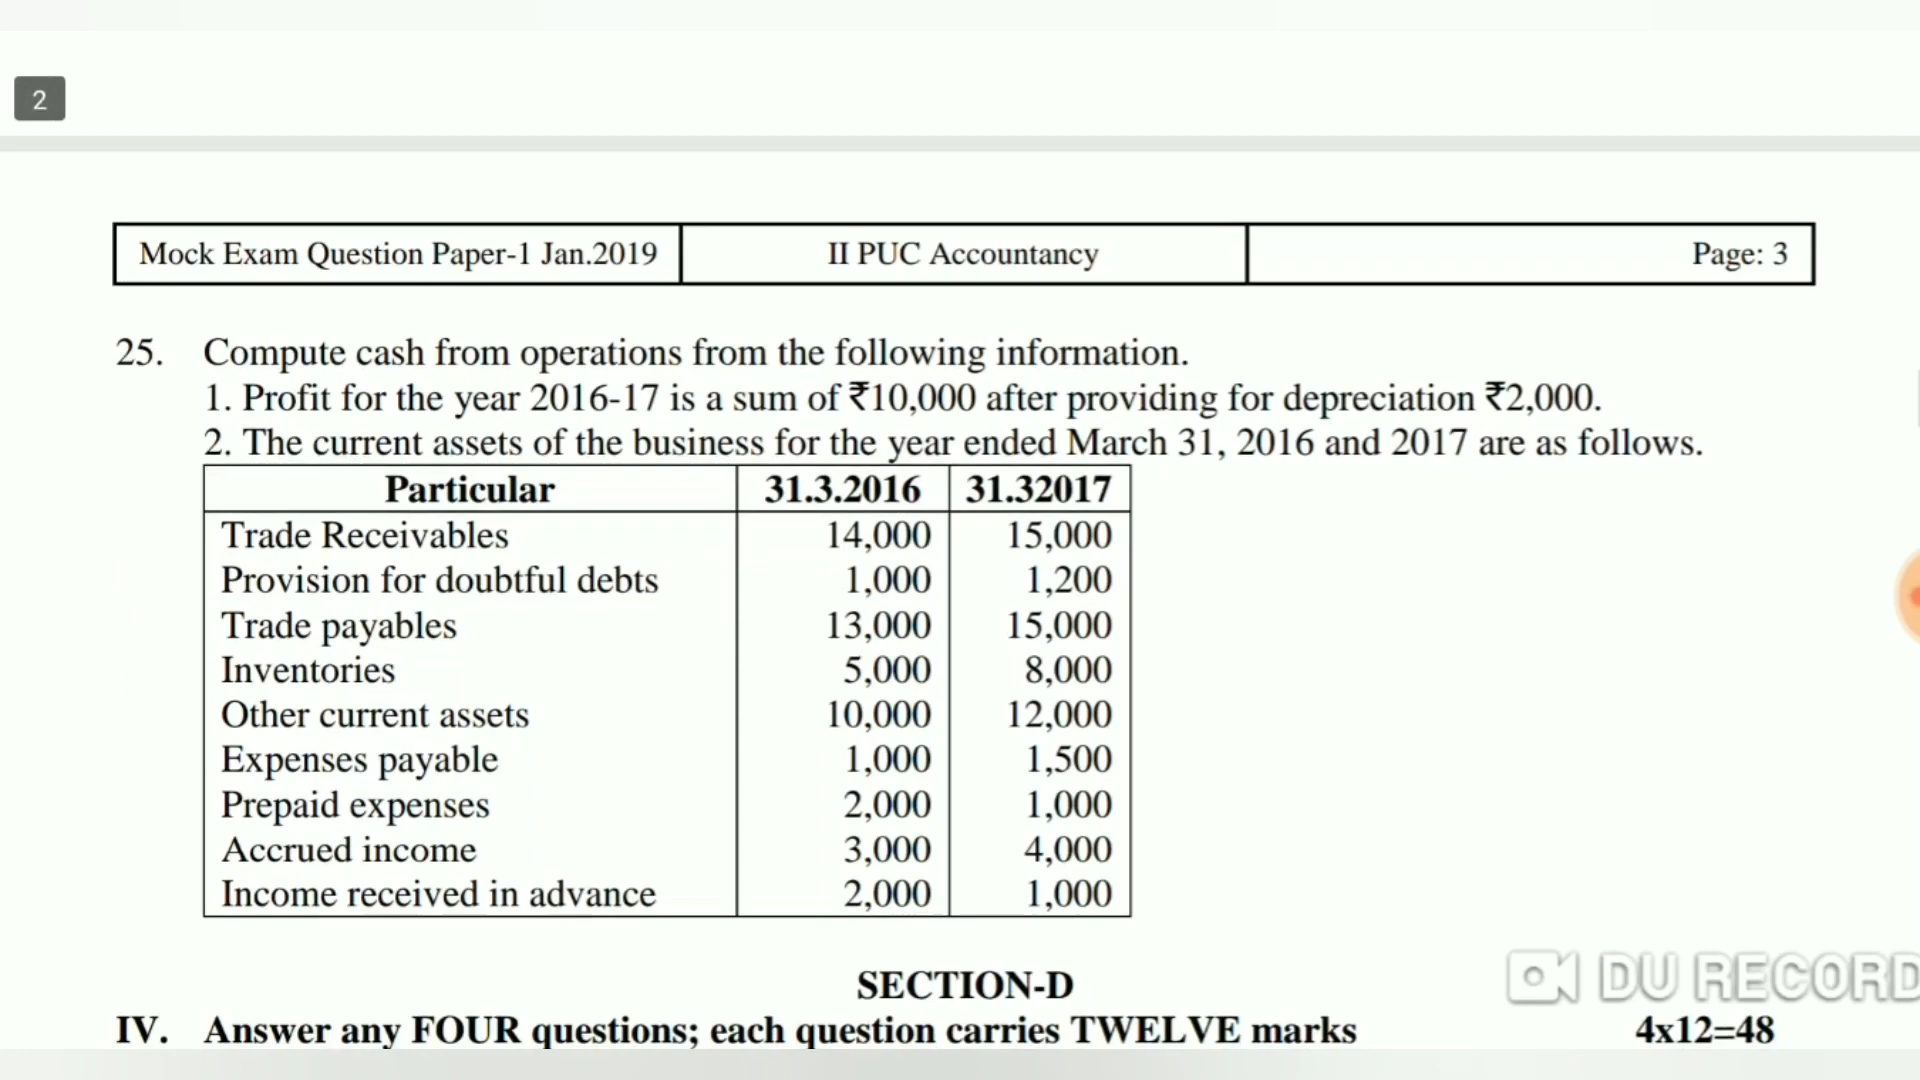 2
Mock Exam Question Paper-1 Jan.2019 II PUC Accountancy Page: 3
25. Compute cash from operations from the following information.
1. Profit for the year 2016-17 is a sum of ₹10,000 after providing for depreciation ₹2,000.
2. The current assets of the business for the year ended March 31, 2016 and 2017 are as follows.
Particular 31.3.2016 31.32017
Trade Receivables 14,000 15,000
Provision for doubtful debts 1,000 1,200
Trade payables 13,000 15,000
Inventories 5,000 8,000
Other current assets 10,000 12,000
Expenses payable 1,000 1,500
Prepaid expenses 2,000 1,000
Accrued income 3,000 4,000
Income received in advance 2,000 1,000
SECTION-D
DU RECORD
IV. Answer any FOUR questions; each question carries TWELVE marks 4x12=48